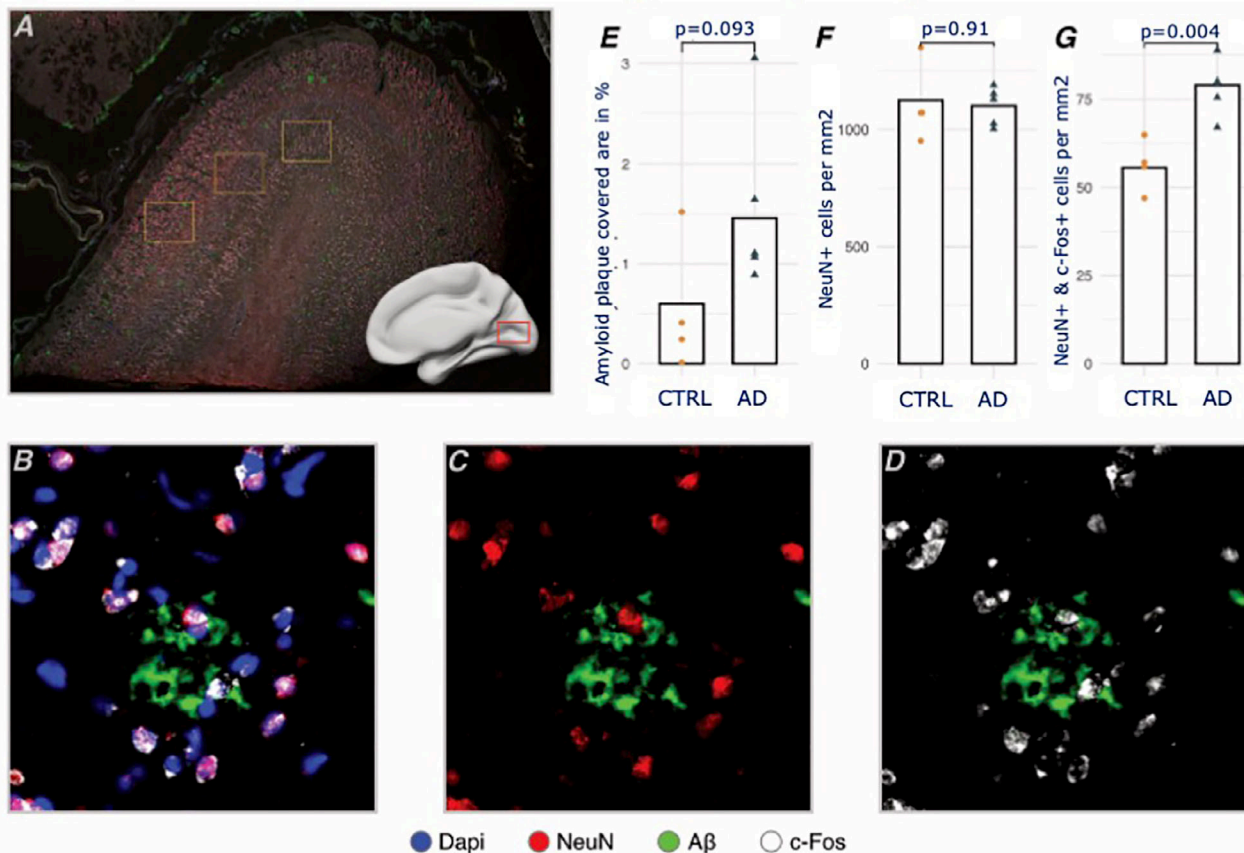 A
E
p=0.093
Amyloid plaque covered are in %
3
2
1
0
CTRL
AD
F
p=0.91
NeuN+ cells per mm2
1000
500
0
CTRL
AD
G
p=0.004
NeuN+ & c-Fos+ cells per mm2
75
50
25
0
CTRL
AD
B
C
D
Dapi
NeuN
Aβ
c-Fos